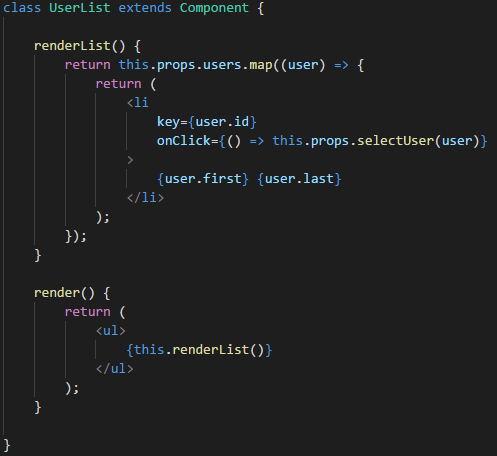 class UserList extends Component {
renderList() {
return this.props.users.map((user) => {
return (
<li
key={user.id}
onClick={() => this.props.selectUser(user)}
>
{user.first} {user.last}
</li>
);
});
}
render() {
return (
<ul>
{this.renderList()}
</ul>
);
}
}